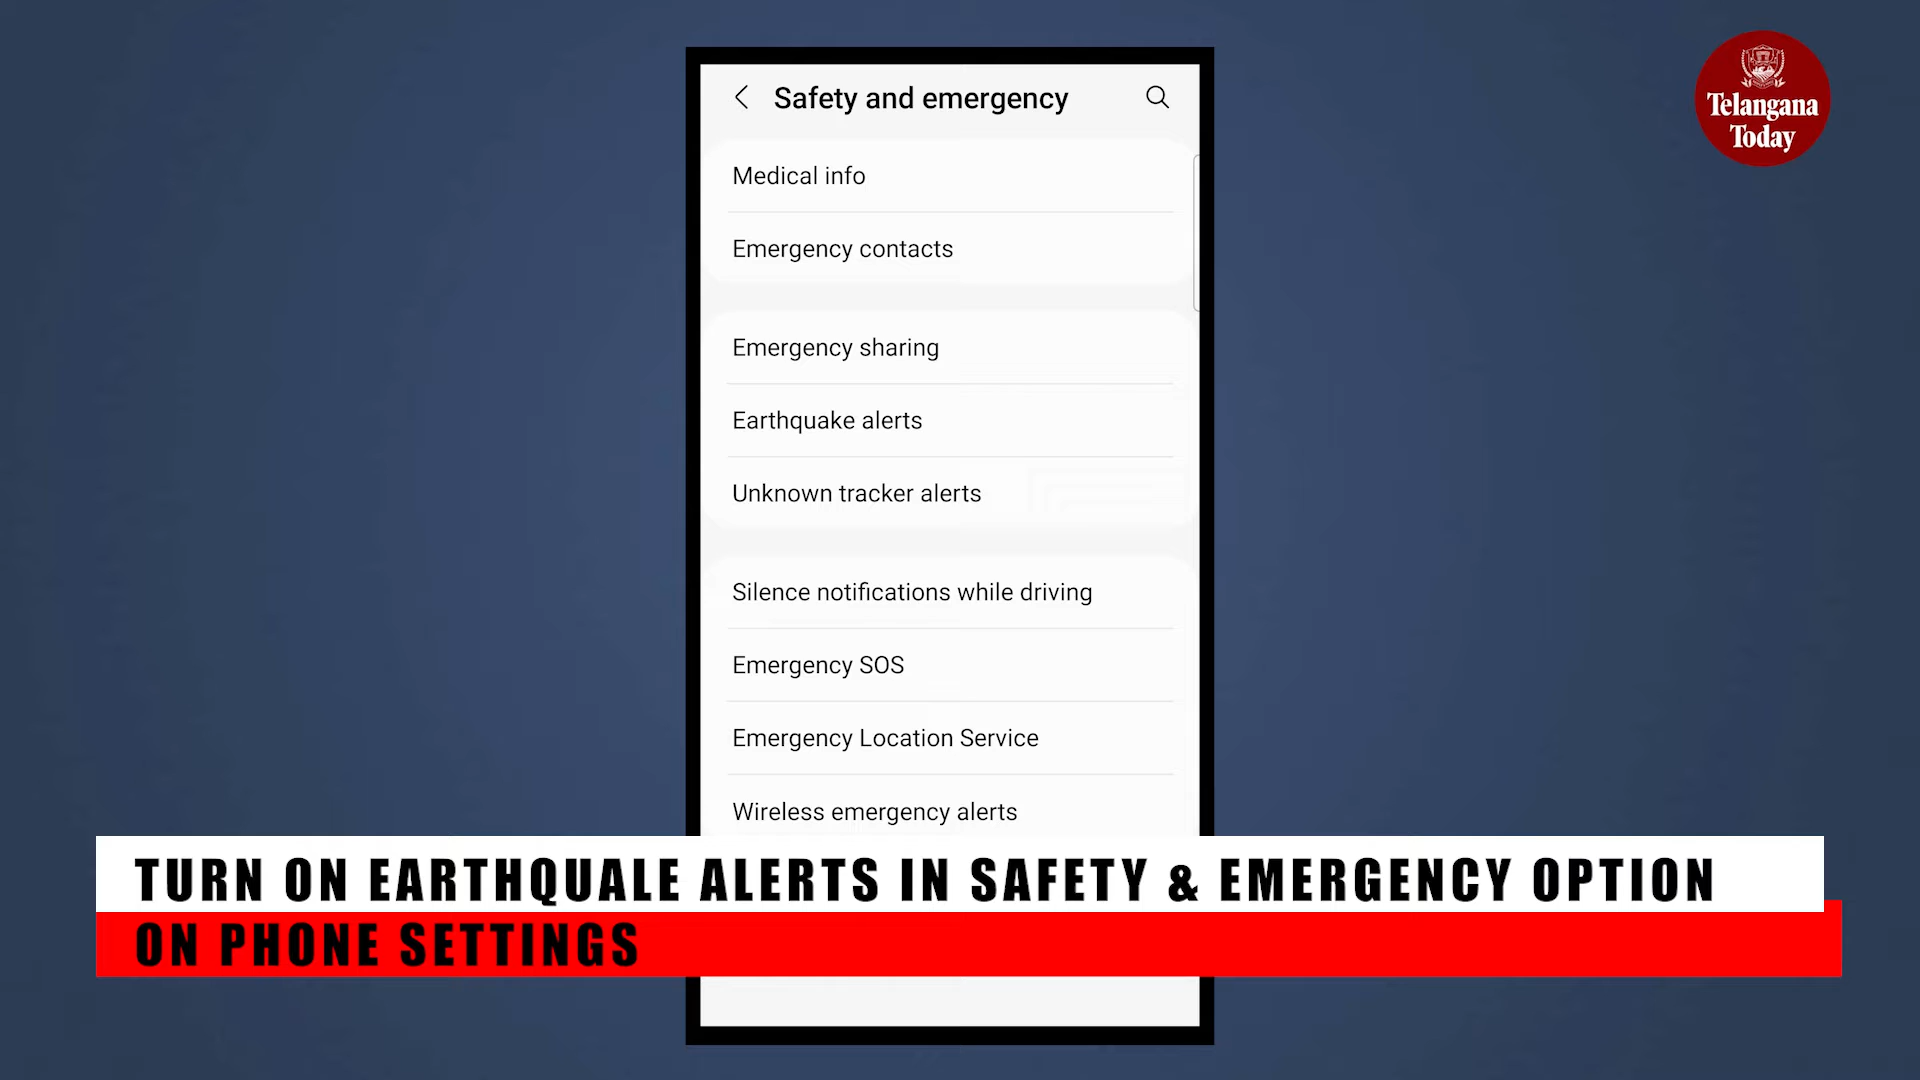 Safety and emergency
Telangana
Today
Medical info
Emergency contacts
Emergency sharing
Earthquake alerts
Unknown tracker alerts
Silence notifications while driving
Emergency SOS
Emergency Location Service
Wireless emergency alerts
TURN ON EARTHQUALE ALERTS IN SAFETY & EMERGENCY OPTION
ON PHONE SETTINGS